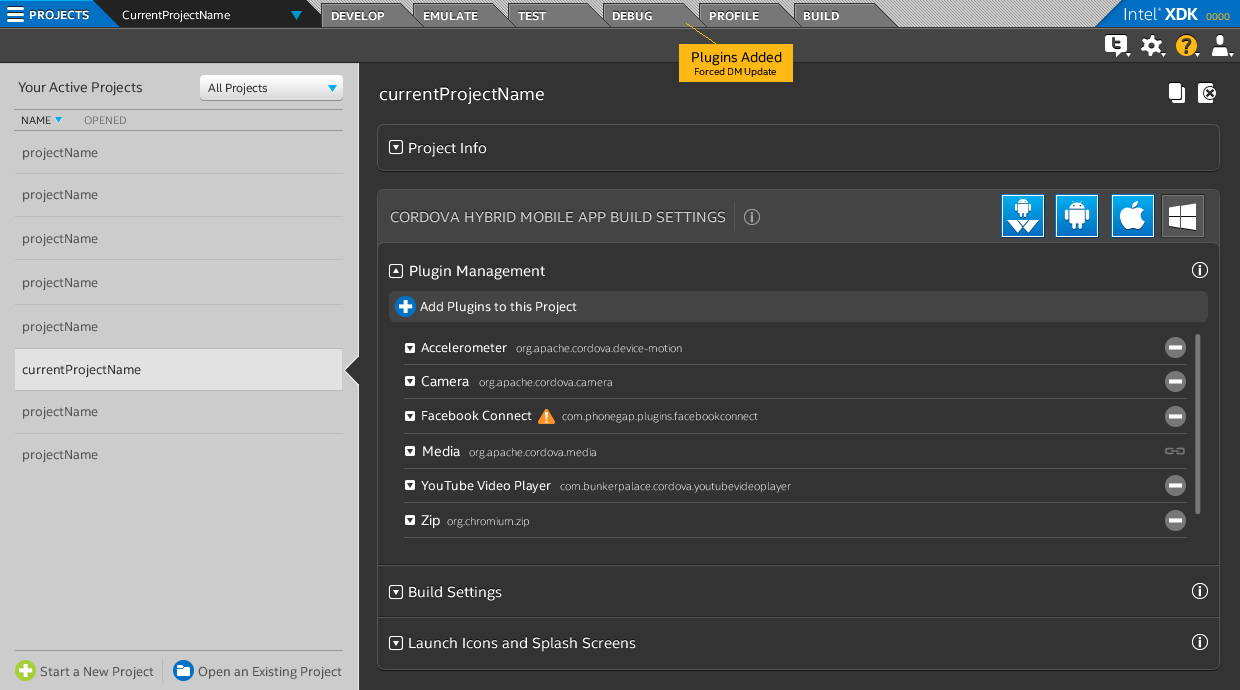 PROJECTS
CurrentProjectName
DEVELOP
EMULATE
TEST
DEBUG
PROFILE
BUILD
Intel® XDK 0000
Plugins Added
Forced DM Update
Your Active Projects
All Projects
NAME
OPENED
projectName
projectName
projectName
projectName
projectName
currentProjectName
projectName
projectName
Start a New Project
Open an Existing Project
currentProjectName
Project Info
CORDOVA HYBRID MOBILE APP BUILD SETTINGS
Plugin Management
Add Plugins to this Project
Accelerometer org.apache.cordova.device-motion
Camera org.apache.cordova.camera
Facebook Connect com.phonegap.plugins.facebookconnect
Media org.apache.cordova.media
YouTube Video Player com.bunkerpalace.cordova.youtubevideoplayer
Zip org.chromium.zip
Build Settings
Launch Icons and Splash Screens